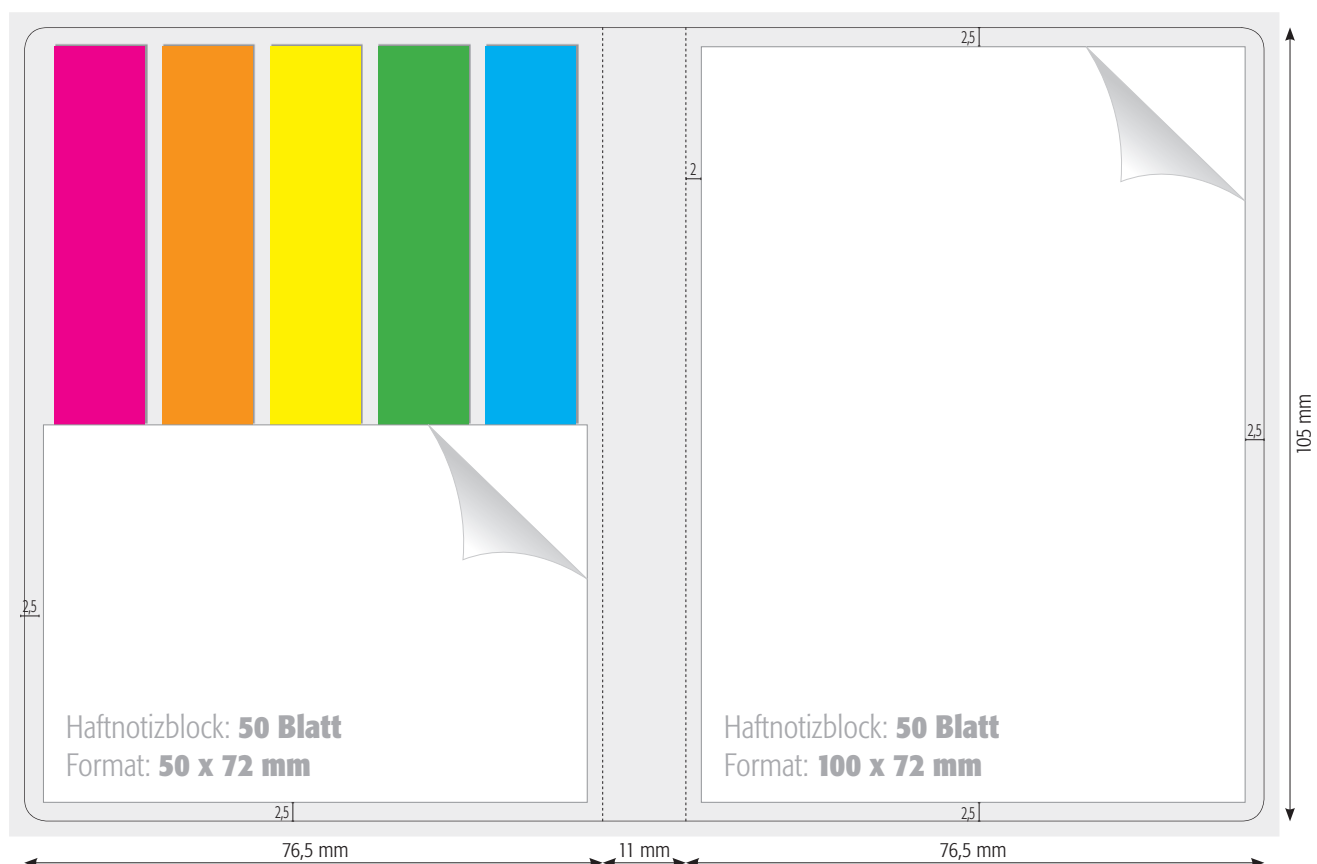 2,5
2
105 mm
2,5
2,5
Haftnotizblock: 50 Blatt
Format: 50 x 72 mm
Haftnotizblock: 50 Blatt
Format: 100 x 72 mm
2,5
2,5
76,5 mm
11 mm
76,5 mm